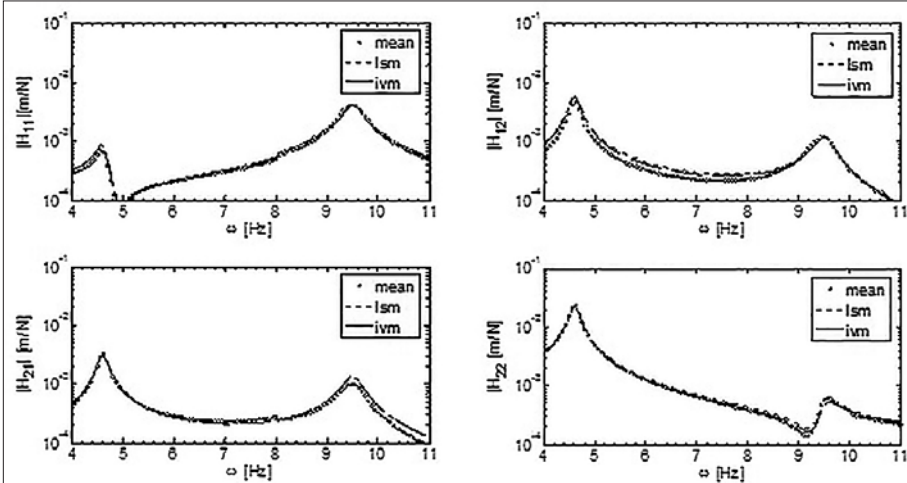 |H11| [m/N]
10^-1
10^-2
10^-3
10^-4
mean
lsm
ivm
4 5 6 7 8 9 10 11
ω [Hz]
|H12| [m/N]
10^-1
10^-2
10^-3
10^-4
mean
lsm
ivm
4 5 6 7 8 9 10 11
ω [Hz]
|H21| [m/N]
10^-1
10^-2
10^-3
10^-4
mean
lsm
ivm
4 5 6 7 8 9 10 11
ω [Hz]
|H22| [m/N]
10^-1
10^-2
10^-3
10^-4
mean
lsm
ivm
4 5 6 7 8 9 10 11
ω [Hz]